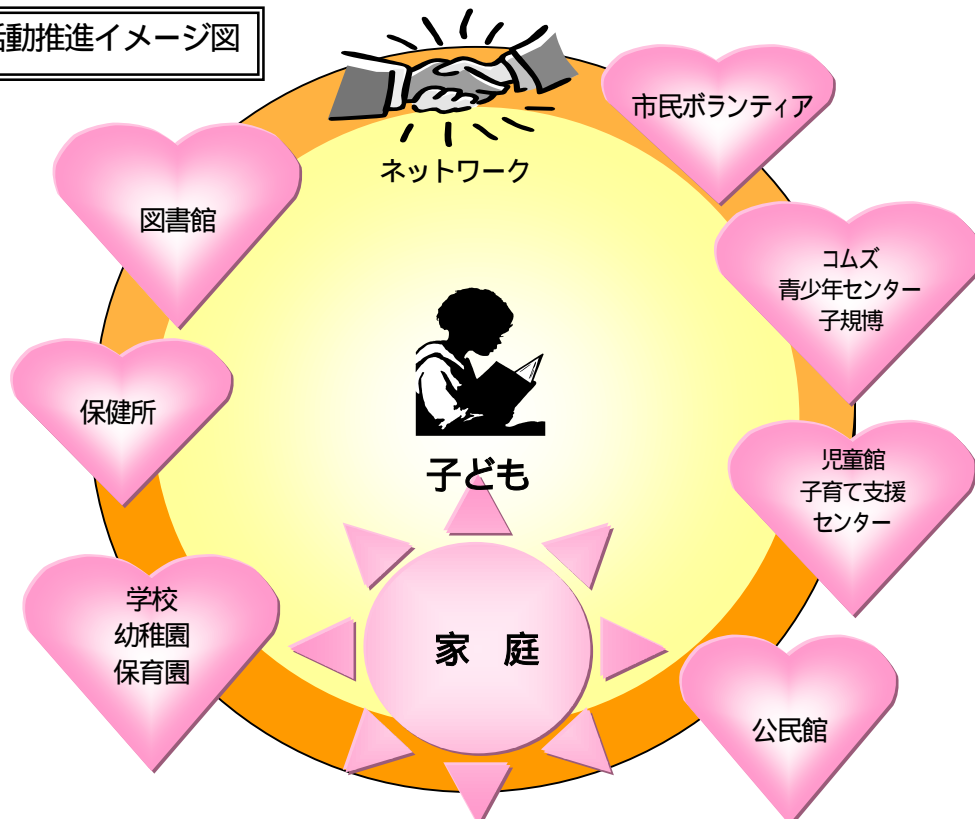 動推進イメージ図
市民ボランティア
ネットワーク
図書館
コムズ
青少年センター
子規博
保健所
児童館
子育て支援
センター
子ども
学校
幼稚園
保育園
家 庭
公民館